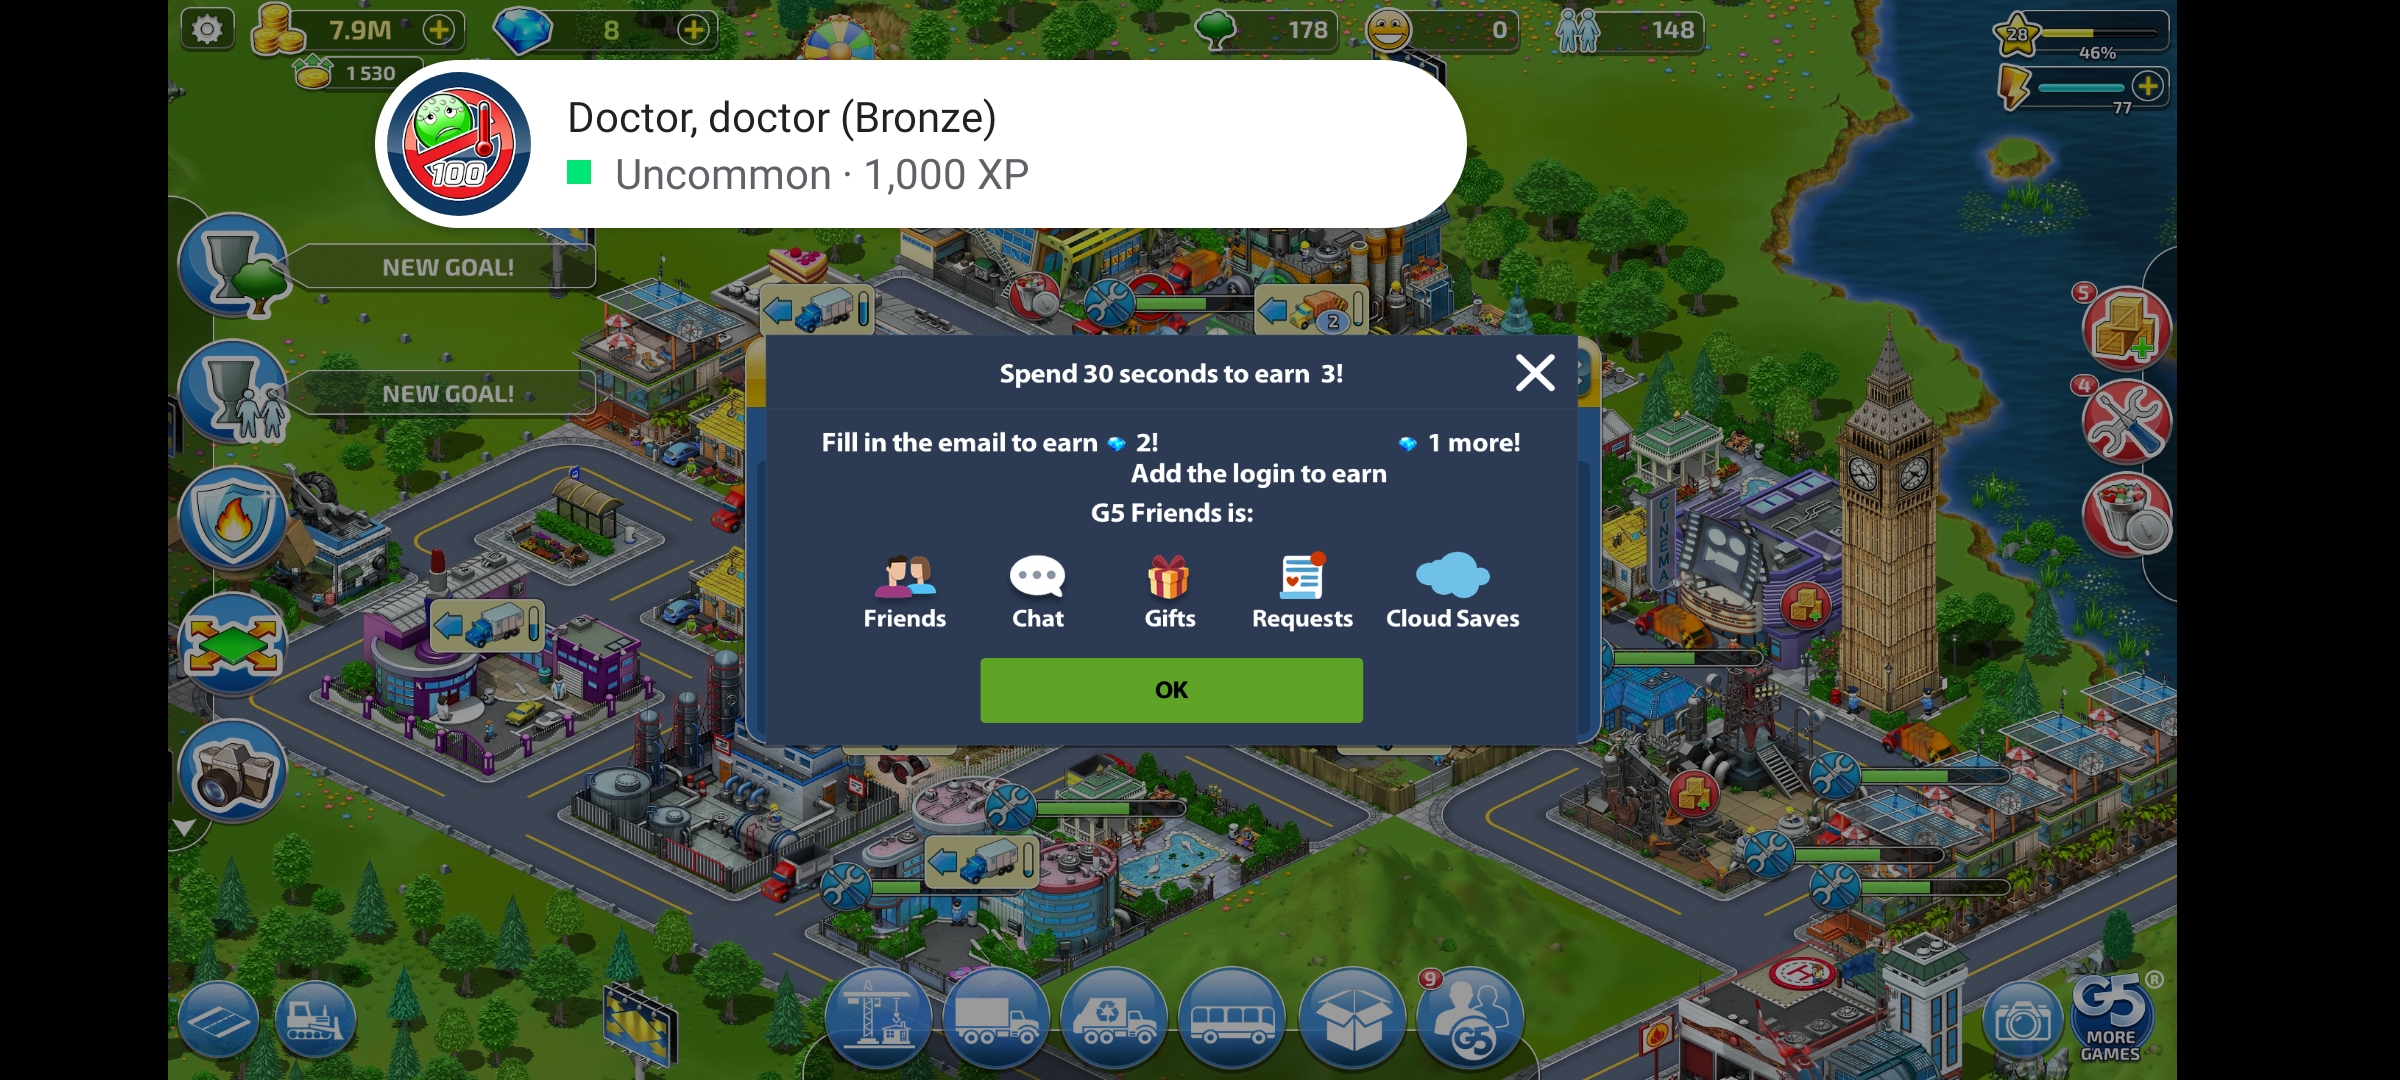 7.9M
8
178
0
148
28
46%
1 530
77
Doctor, doctor (Bronze)
100
Uncommon · 1,000 XP
NEW GOAL!
NEW GOAL!
2
5
4
Spend 30 seconds to earn 3!
Fill in the email to earn 2!
1 more!
Add the login to earn
G5 Friends is:
Friends
Chat
Gifts
Requests
Cloud Saves
OK
CINEMA
H
9
G5
G5 ®
MORE
GAMES